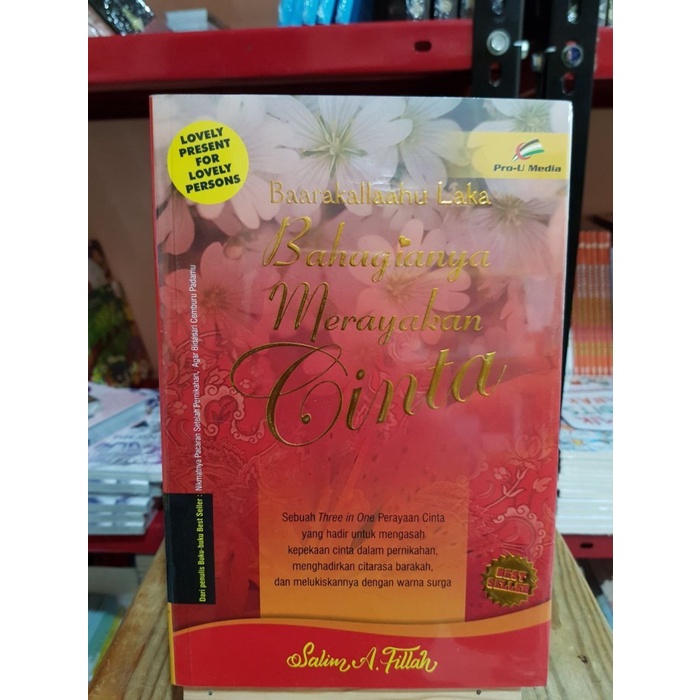 LOVELY
PRESENT
FOR
LOVELY
PERSONS
Pro-U Media
Baarakallaahu Laka
Bahagianya
Merayakan
Cinta
Dari penulis Buku-buku Best Seller : Nikmatnya Pacaran Setelah Pernikahan, Agar Bidadari Cemburu Padamu
Sebuah Three in One Perayaan Cinta
yang hadir untuk mengasah
kepekaan cinta dalam pernikahan,
menghadirkan citarasa barakah,
dan melukiskannya dengan warna surga
BEST
SELLER
Salim A. Fillah